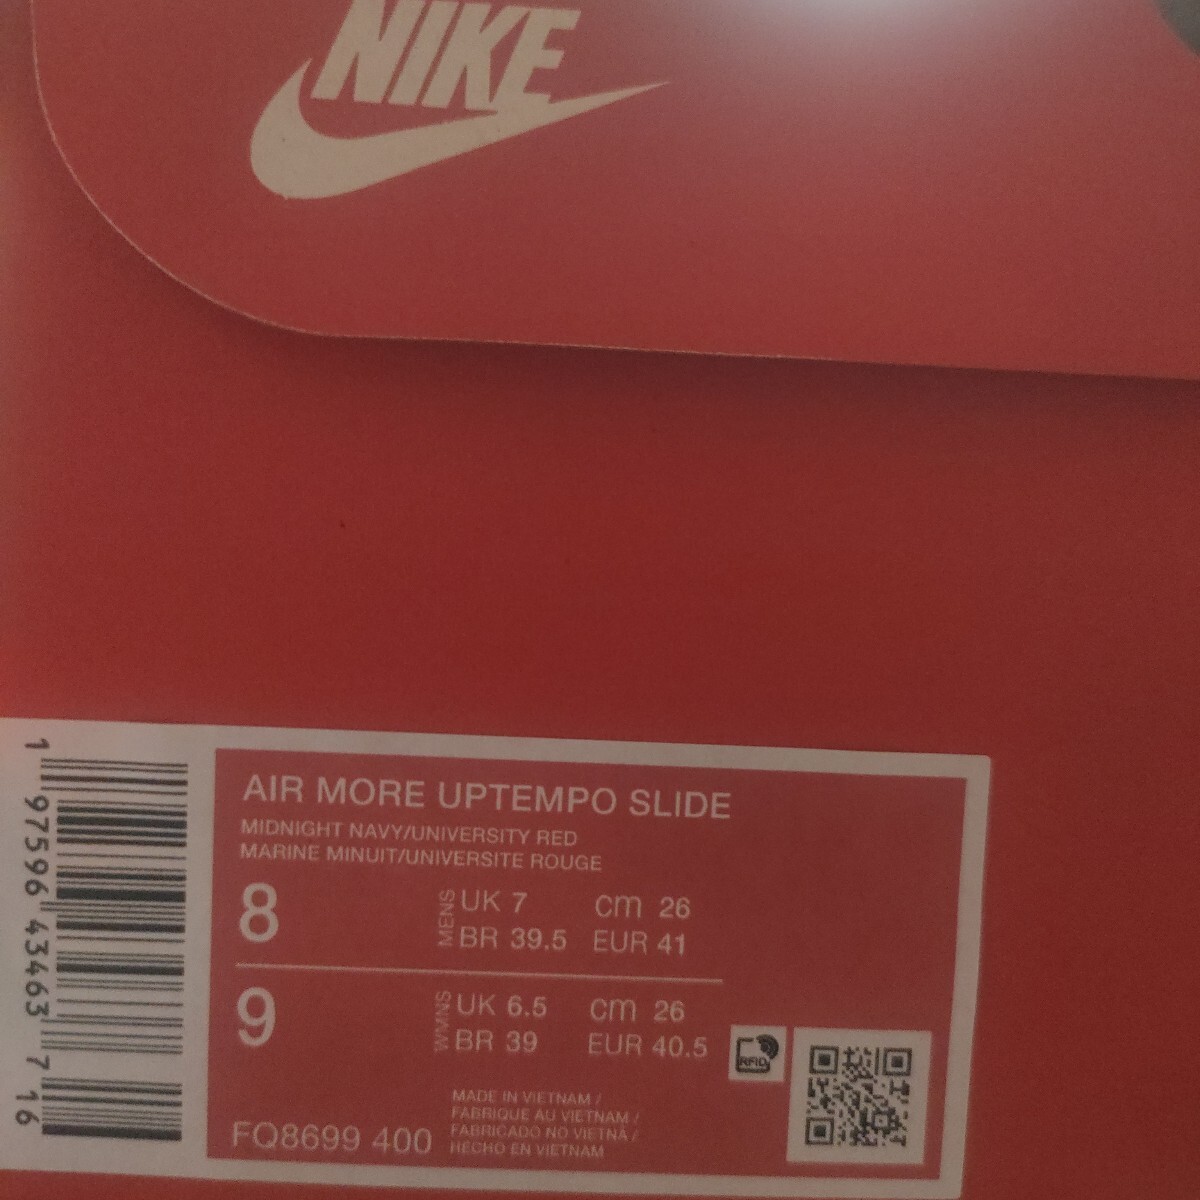 NIKE
AIR MORE UPTEMPO SLIDE
MIDNIGHT NAVY/UNIVERSITY RED
MARINE MINUIT/UNIVERSITE ROUGE
8 MENS UK 7 cm 26
BR 39.5 EUR 41
9 WMNS UK 6.5 cm 26
BR 39 EUR 40.5
RFID
MADE IN VIETNAM /
FABRIQUE AU VIETNAM /
FABRICADO NO VIETNÃ /
HECHO EN VIETNAM
FQ8699 400
1 97596 43463 7 16